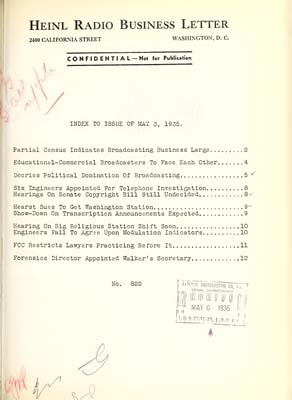 HEINL RADIO BUSINESS LETTER
2400 CALIFORNIA STREET WASHINGTON, D. C.
CONFIDENTIAL—Not for Publication
INDEX TO ISSUE OF MAY 3, 1935.
Partial Census Indicates Broadcasting Business Large........2
Educational-Commercial Broadcasters To Face Each Other......4
Decries Political Domination Of Broadcasting................5
Six Engineers Appointed For Telephone Investigation.........8
Hearings On Senate Copyright Bill Still Undecided...........8
Hearst Sues To Get Washington Station.......................9
Show-Down On Transcription Announcements Expected...........9
Hearing On Big Religious Station Shift Soon................10
Engineers Fail To Agree Upon Modulation Indicators.........10
FCC Restricts Lawyers Practicing Before It.................11
Forensics Director Appointed Walker's Secretary............12
No. 822
RECEIVED
MAY 6 1935